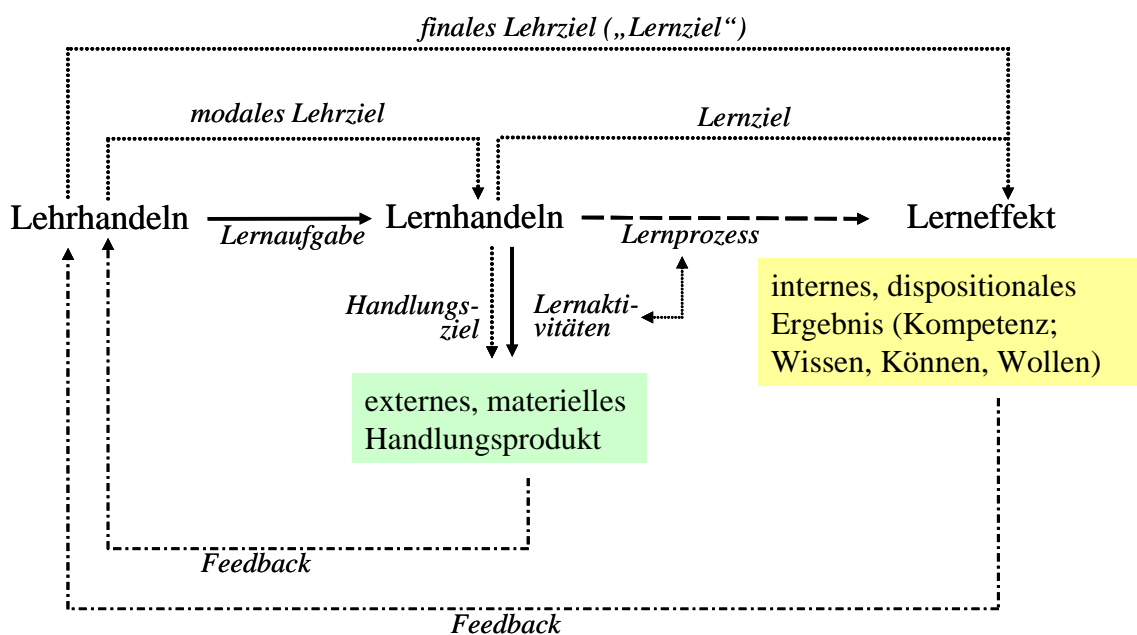 finales Lehrziel („Lernziel")
modales Lehrziel
Lernziel
Lehrhandeln
Lernaufgabe
Lernhandeln
Lernprozess
Lerneffekt
Handlungs-
ziel
Lernakti-
vitäten
internes, dispositionales
Ergebnis (Kompetenz;
Wissen, Können, Wollen)
externes, materielles
Handlungsprodukt
Feedback
Feedback